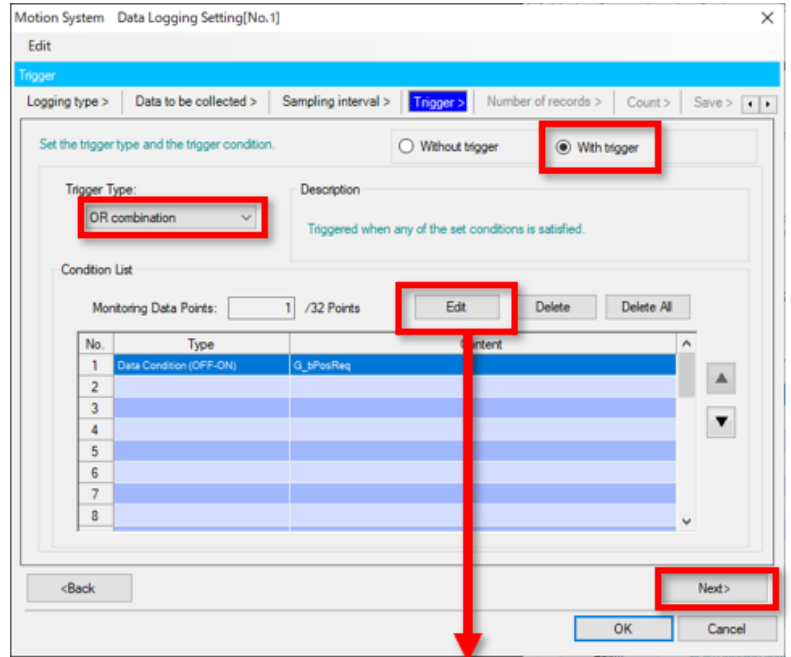 Motion System Data Logging Setting[No.1]
Edit
Trigger
Logging type > Data to be collected > Sampling interval > Trigger > Number of records > Count > Save >
Set the trigger type and the trigger condition. Without trigger With trigger
Trigger Type: Description
OR combination
Triggered when any of the set conditions is satisfied.
Condition List
Monitoring Data Points: 1 /32 Points Edit Delete Delete All
No. Type
1 Data Condition (OFF-ON) G_bPosReq
2
3
4
5
6
7
8
<Back Next>
OK Cancel